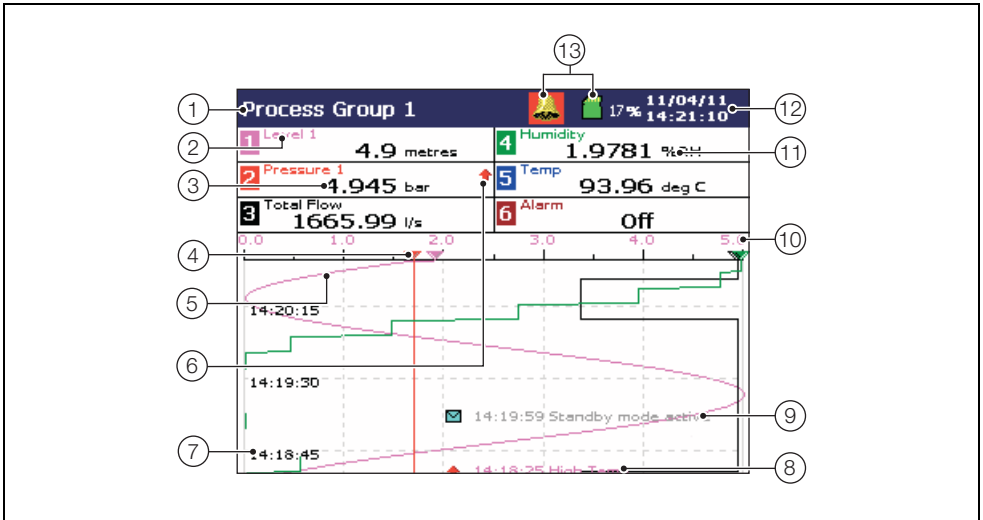 13
1 Process Group 1 17% 11/04/11 12
14:21:10
2 1 Level 1 4.9 metres
4 Humidity 1.9781 %RH 11
3 2 Pressure 1 4.945 bar
5 Temp 93.96 deg C
3 Total Flow 1665.99 l/s
6 Alarm Off
0.0 1.0 2.0 3.0 4.0 5.0 10
4
5
14:20:15
6
14:19:30
14:19:59 Standby mode active 9
7 14:18:45
14:18:25 High Temp 8